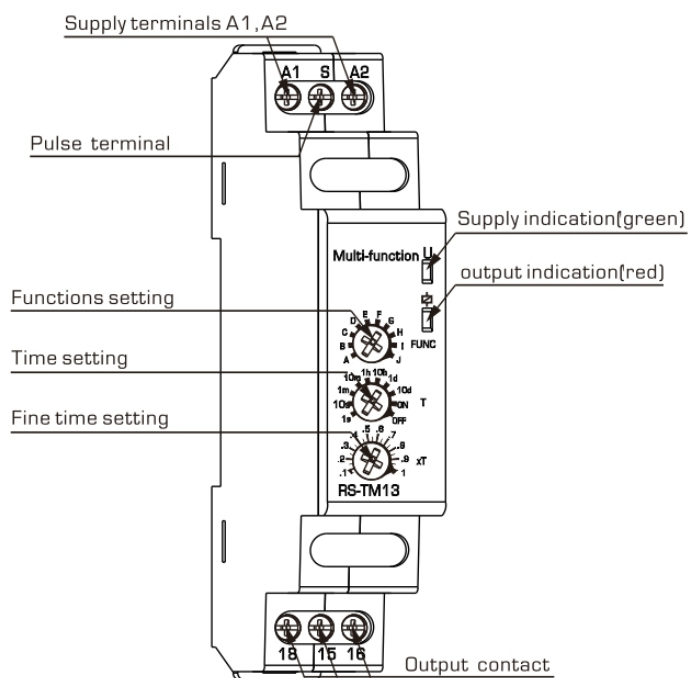 Supply terminals A1,A2
A1 S A2
Pulse terminal
Supply indication(green)
Multi-function U
output indication(red)
Functions setting
A B C D E F G H I J
FUNC
Time setting
1s 10s 1m 10m 1h 10h 1d 10d ON OFF
T
Fine time setting
.1 .2 .3 .4 .5 .6 .7 .8 .9 1
xT
RS-TM13
18 15 16
Output contact